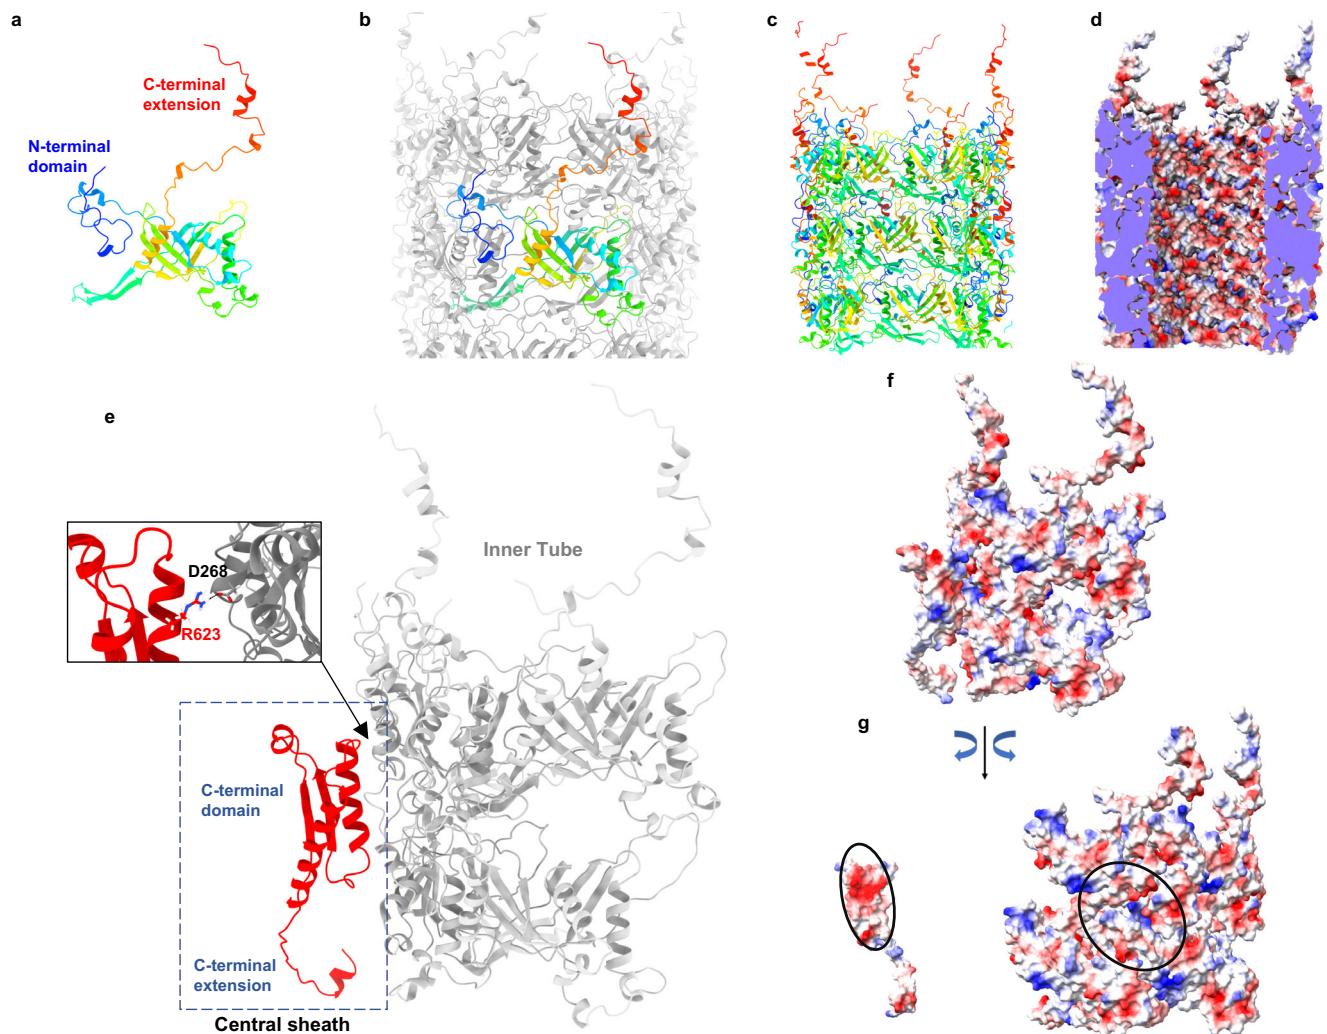 a
b
c
d
C-terminal
extension
N-terminal
domain
e
f
Inner Tube
D268
R623
g
C-terminal
domain
C-terminal
extension
Central sheath